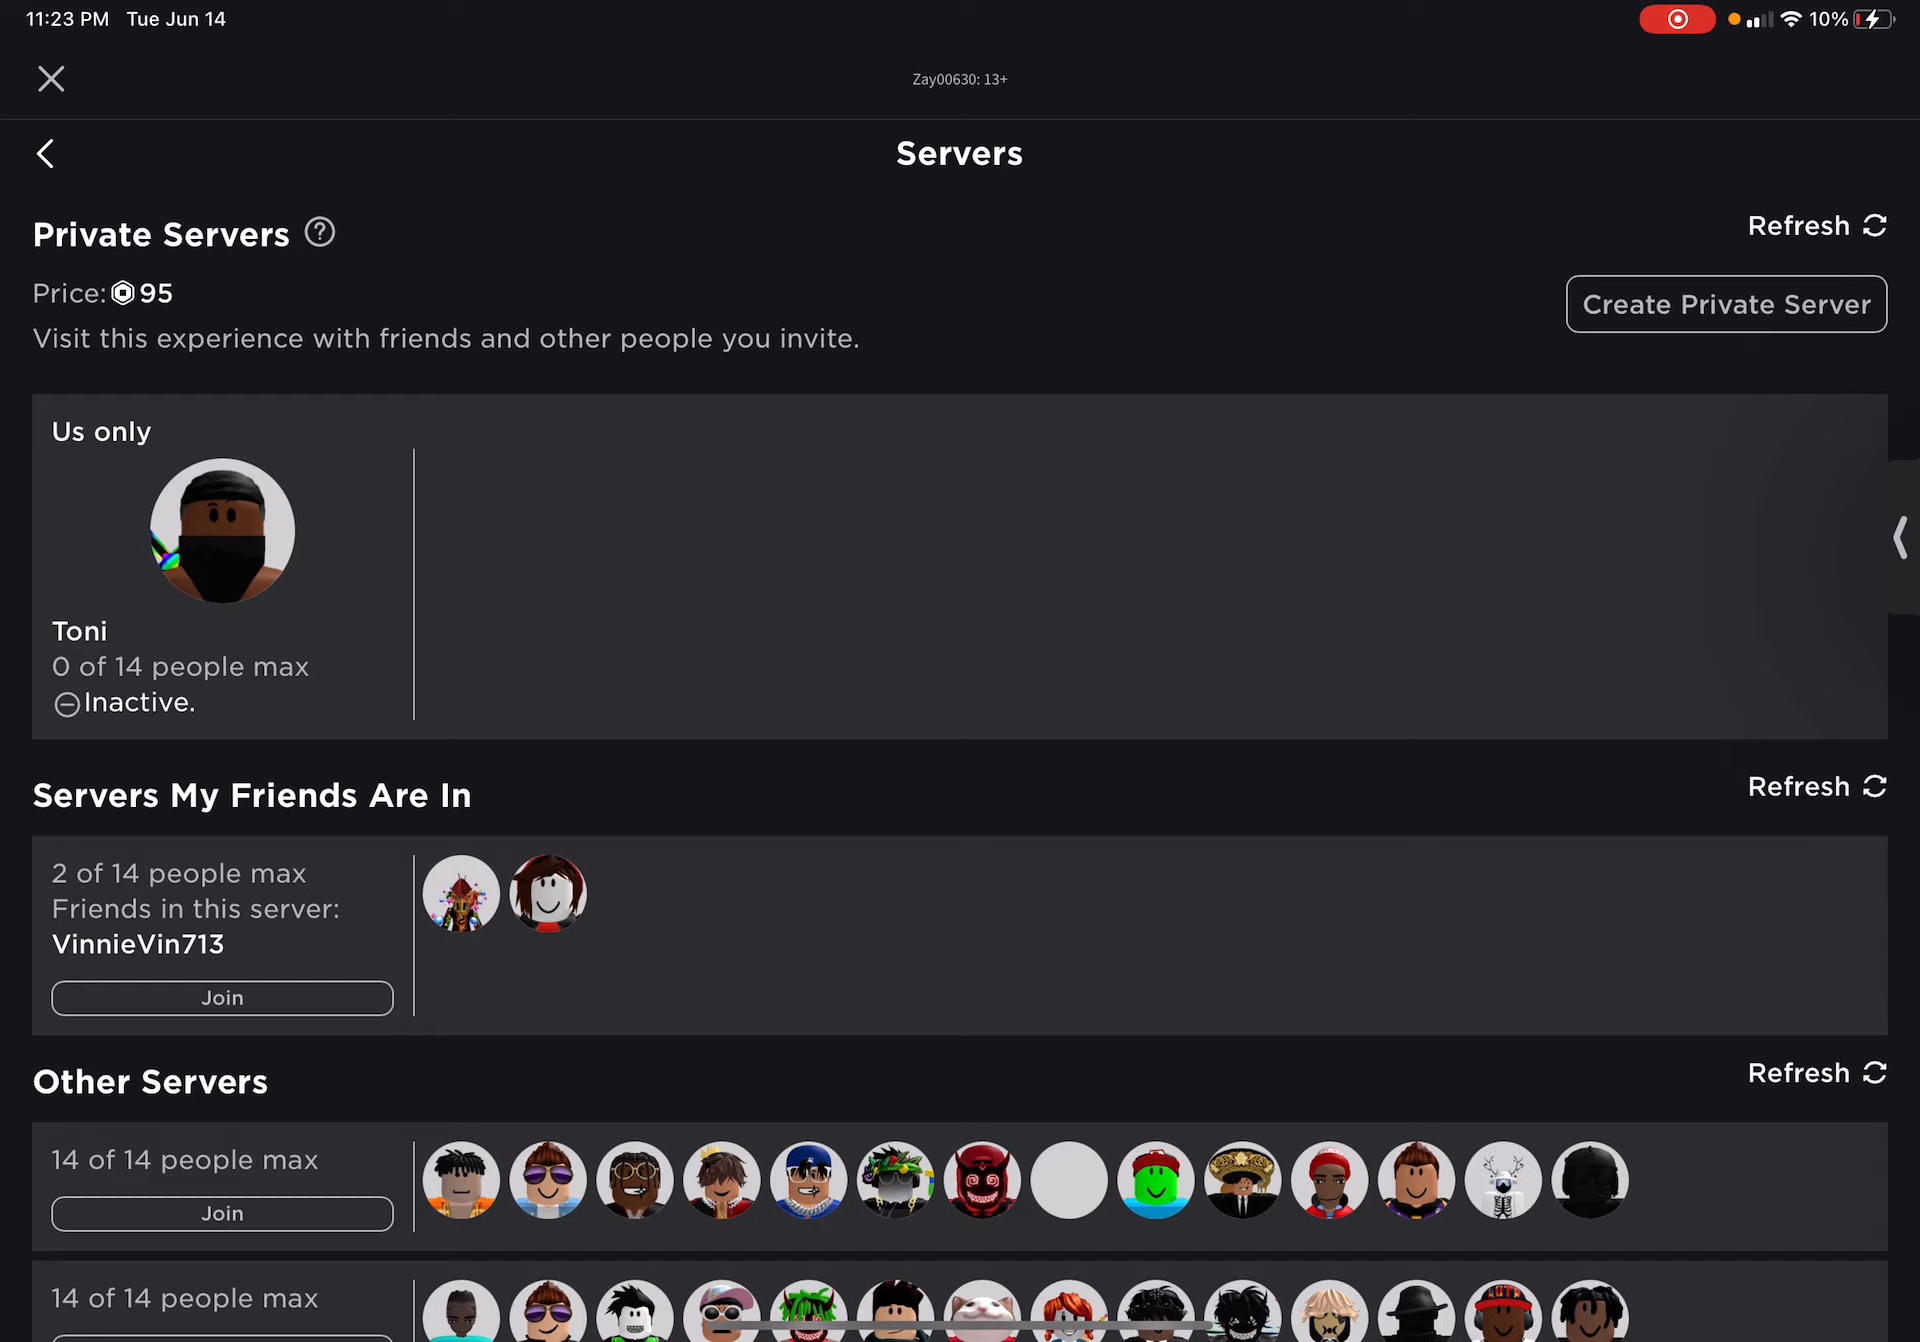 11:23 PM Tue Jun 14
10%
Zay00630: 13+
Servers
Private Servers
Refresh
Price: 95
Create Private Server
Visit this experience with friends and other people you invite.
Us only
Toni
0 of 14 people max
Inactive.
Servers My Friends Are In
Refresh
2 of 14 people max
Friends in this server:
VinnieVin713
Join
Other Servers
Refresh
14 of 14 people max
Join
14 of 14 people max